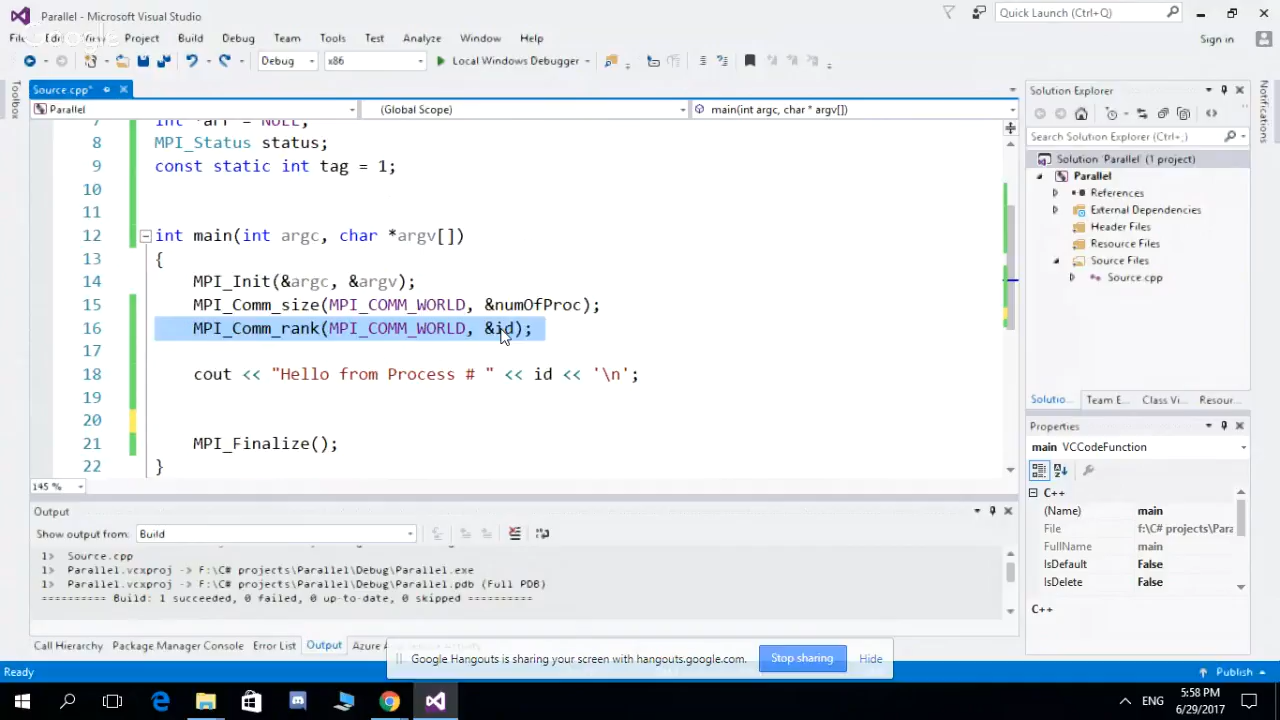 Parallel - Microsoft Visual Studio
Quick Launch (Ctrl+Q)
Google
Project Build Debug Team Tools Test Analyze Window Help
Sign in
Debug x86 Local Windows Debugger
Toolbox
Source.cpp*
Parallel (Global Scope) main(int argc, char * argv[])
7 int *arr = NULL;
8 MPI_Status status;
9 const static int tag = 1;
10
11
12 int main(int argc, char *argv[])
13 {
14 MPI_Init(&argc, &argv);
15 MPI_Comm_size(MPI_COMM_WORLD, &numOfProc);
16 MPI_Comm_rank(MPI_COMM_WORLD, &id);
17
18 cout << "Hello from Process # " << id << '\n';
19
20
21 MPI_Finalize();
22 }
145 %
Output
Show output from: Build
1> Source.cpp
1> Parallel.vcxproj -> F:\C# projects\Parallel\Debug\Parallel.exe
1> Parallel.vcxproj -> F:\C# projects\Parallel\Debug\Parallel.pdb (Full PDB)
========== Build: 1 succeeded, 0 failed, 0 up-to-date, 0 skipped ==========
Call Hierarchy Package Manager Console Error List Output Azure
Solution Explorer
Search Solution Explorer (Ctrl+;)
Solution 'Parallel' (1 project)
Parallel
References
External Dependencies
Header Files
Resource Files
Source Files
Source.cpp
Solutio... Team E... Class Vi... Resour...
Properties
main VCCodeFunction
C++
(Name) main
File f:\C# projects\Para
FullName main
IsDefault False
IsDelete False
C++
Notifications
Google Hangouts is sharing your screen with hangouts.google.com. Stop sharing Hide
Ready
Publish
ENG
5:58 PM
6/29/2017